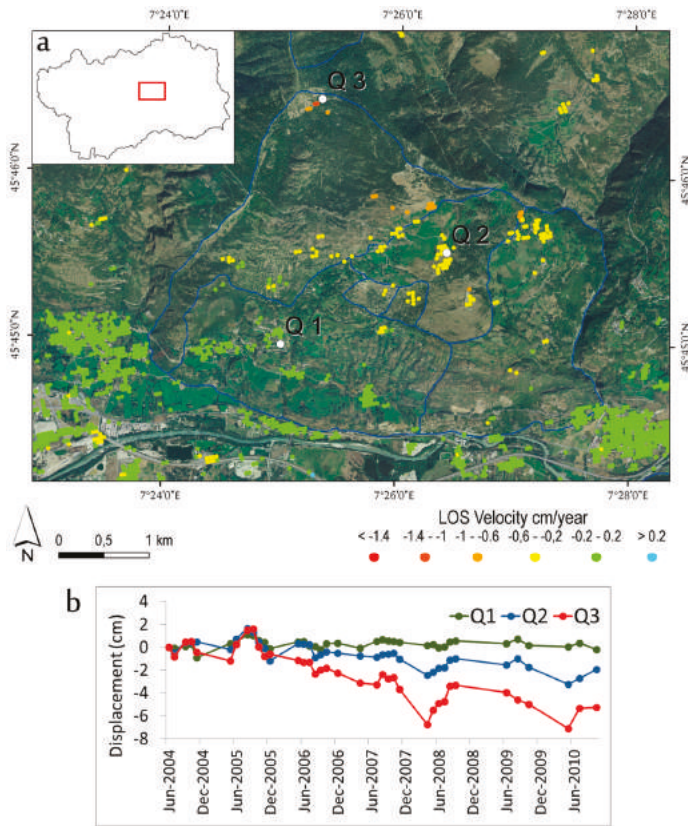 7°24'0"E 7°26'0"E 7°28'0"E
a
Q 3
45°46'0"N 45°46'0"N
Q 2
Q 1
45°45'0"N 45°45'0"N
7°24'0"E 7°26'0"E 7°28'0"E
N
0 0,5 1 km
LOS Velocity cm/year
< -1.4 -1.4 - -1 -1 - -0.6 -0,6 - -0,2 -0.2 - 0.2 > 0.2
b
Q1 Q2 Q3
Displacement (cm)
4
2
0
-2
-4
-6
-8
Jun-2004 Dec-2004 Jun-2005 Dec-2005 Jun-2006 Dec-2006 Jun-2007 Dec-2007 Jun-2008 Dec-2008 Jun-2009 Dec-2009 Jun-2010